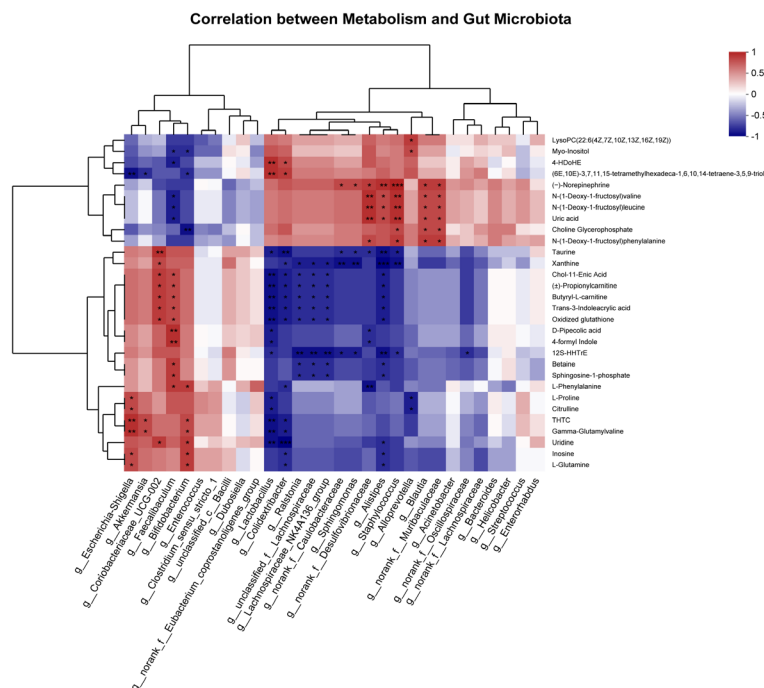 Correlation between Metabolism and Gut Microbiota
1
0.5
0
-0.5
-1
LysoPC(22:6(4Z,7Z,10Z,13Z,16Z,19Z))
Myo-Inositol
4-HDoHE
(6E,10E)-3,7,11,15-tetramethylhexadeca-1,6,10,14-tetraene-3,5,9-triol
(−)-Norepinephrine
N-(1-Deoxy-1-fructosyl)valine
N-(1-Deoxy-1-fructosyl)leucine
Uric acid
Choline Glycerophosphate
N-(1-Deoxy-1-fructosyl)phenylalanine
Taurine
Xanthine
Chol-11-Enic Acid
(±)-Propionylcarnitine
Butyryl-L-carnitine
Trans-3-Indoleacrylic acid
Oxidized glutathione
D-Pipecolic acid
4-formyl Indole
12S-HHTrE
Betaine
Sphingosine-1-phosphate
L-Phenylalanine
L-Proline
Citrulline
THTC
Gamma-Glutamylvaline
Uridine
Inosine
L-Glutamine
g__Escherichia-Shigella
g__Akkermansia
g__Coriobacteriaceae_UCG-002
g__Faecalibaculum
g__Bifidobacterium
g__Enterococcus
g__Clostridium_sensu_stricto_1
g__unclassified_c__Bacilli
g__Dubosiella
g__norank_f__Eubacterium_coprostanoligenes_group
g__Lactobacillus
g__Colidextribacter
g__Ralstonia
g__unclassified_f__Lachnospiraceae
g__Lachnospiraceae_NK4A136_group
g__norank_f__Caulobacteraceae
g__Sphingomonas
g__norank_f__Desulfovibrionaceae
g__Alistipes
g__Staphylococcus
g__Alloprevotella
g__Blautia
g__norank_f__Muribaculaceae
g__Acinetobacter
g__norank_f__Oscillospiraceae
g__norank_f__Lachnospiraceae
g__Bacteroides
g__Helicobacter
g__Streptococcus
g__Enterorhabdus